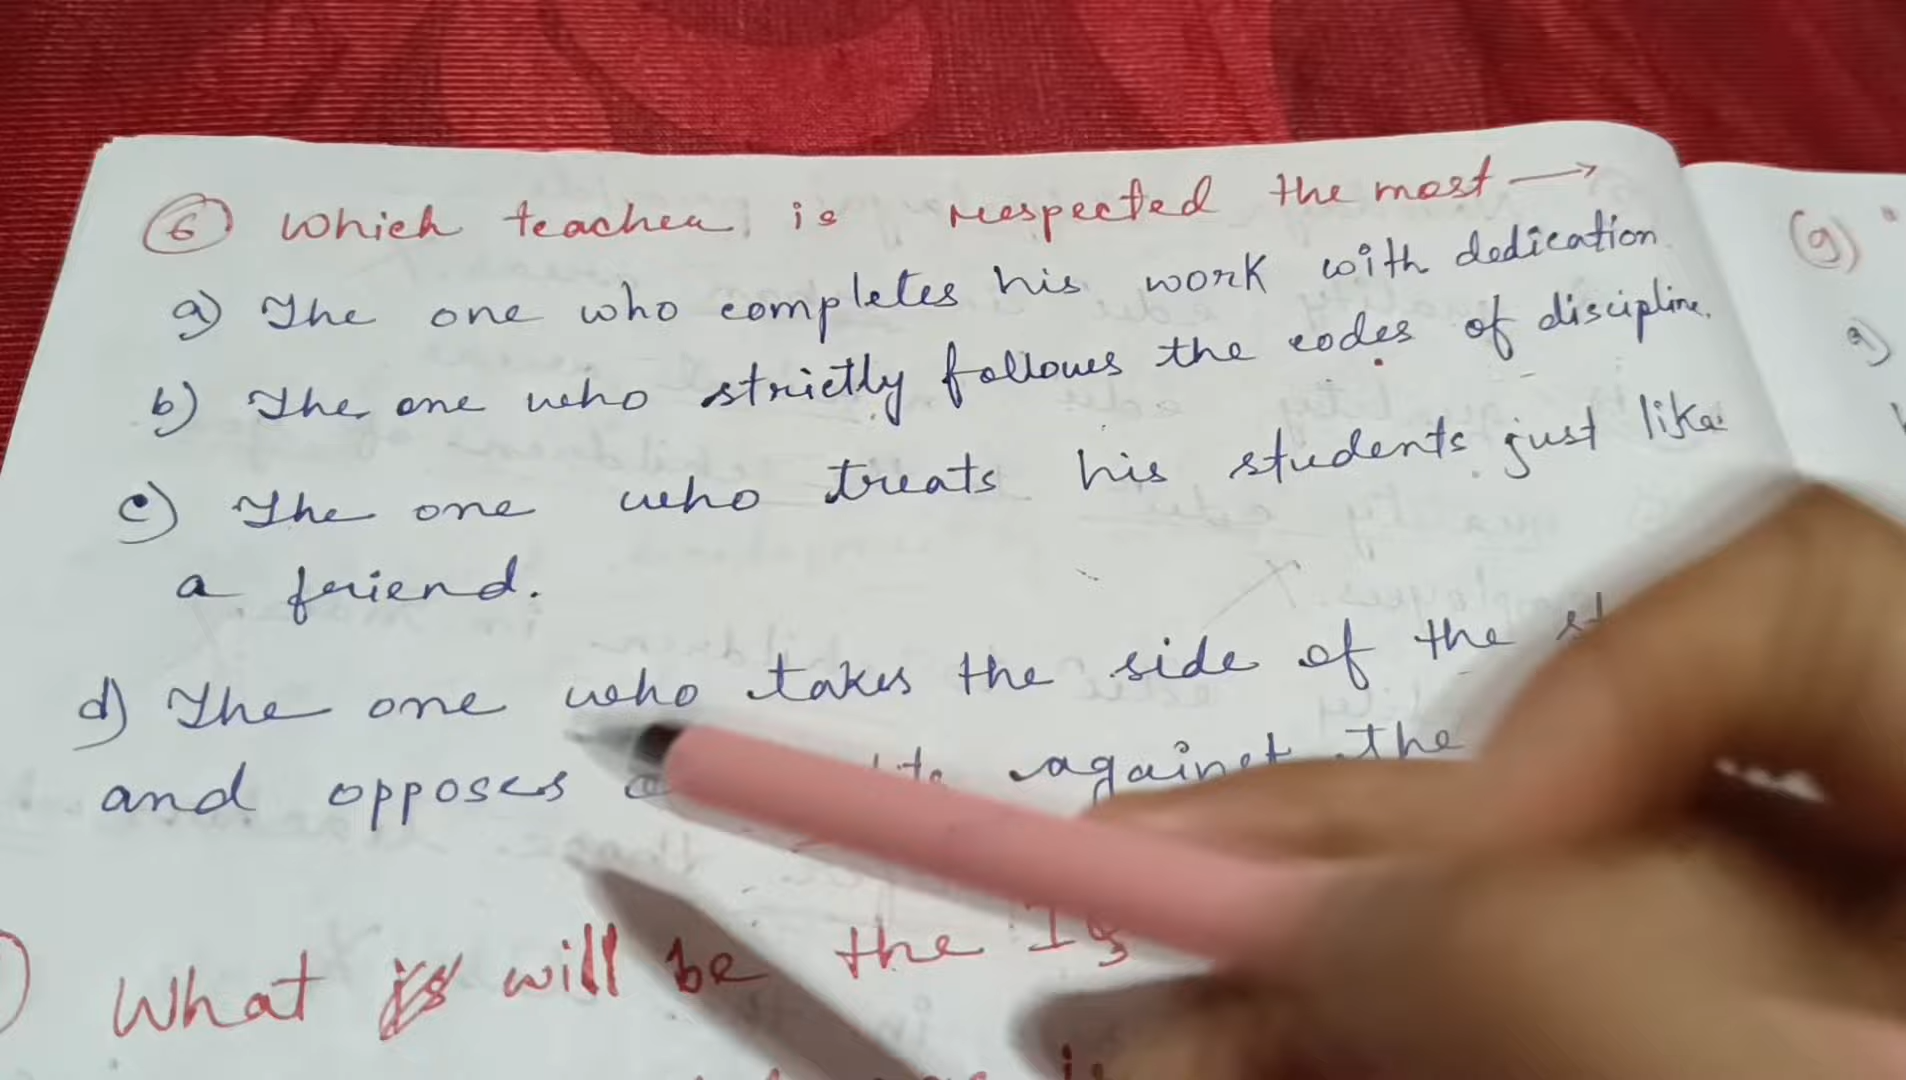 6 Which teacher is respected the most →
a) The one who completes his work with dedication
b) The one who strictly follows the codes of discipline.
c) The one who treats his students just like
a friend.
d) The one who takes the side of the
and opposes against the
What will be the
(9)
a)